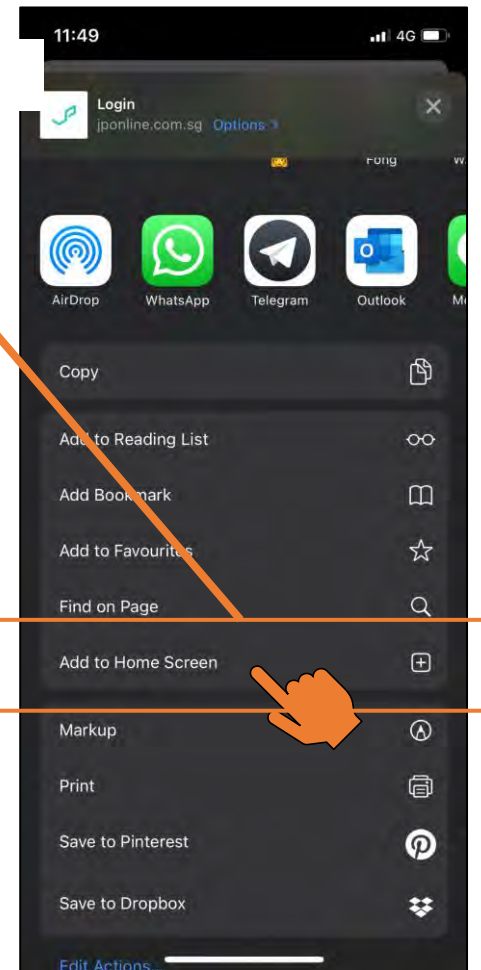 11:49
4G
Login
jponline.com.sg Options >
Fong
AirDrop
WhatsApp
Telegram
Outlook
Copy
Add to Reading List
Add Bookmark
Add to Favourites
Find on Page
Add to Home Screen
Markup
Print
Save to Pinterest
Save to Dropbox
Edit Actions